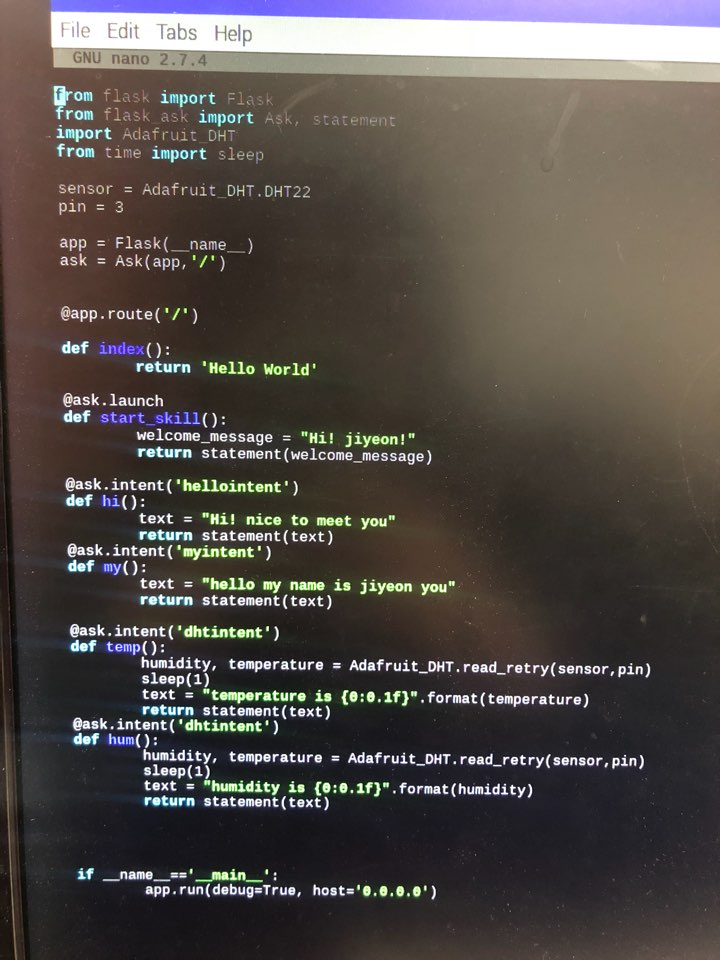 File Edit Tabs Help
GNU nano 2.7.4
from flask import Flask
from flask_ask import Ask, statement
import Adafruit_DHT
from time import sleep
sensor = Adafruit_DHT.DHT22
pin = 3
app = Flask(__name__)
ask = Ask(app,'/')
@app.route('/')
def index():
        return 'Hello World'
@ask.launch
def start_skill():
        welcome_message = "Hi! jiyeon!"
        return statement(welcome_message)
@ask.intent('hellointent')
def hi():
        text = "Hi! nice to meet you"
        return statement(text)
@ask.intent('myintent')
def my():
        text = "hello my name is jiyeon you"
        return statement(text)
@ask.intent('dhtintent')
def temp():
        humidity, temperature = Adafruit_DHT.read_retry(sensor,pin)
        sleep(1)
        text = "temperature is {0:0.1f}".format(temperature)
        return statement(text)
@ask.intent('dhtintent')
def hum():
        humidity, temperature = Adafruit_DHT.read_retry(sensor,pin)
        sleep(1)
        text = "humidity is {0:0.1f}".format(humidity)
        return statement(text)
if __name__=='__main__':
        app.run(debug=True, host='0.0.0.0')